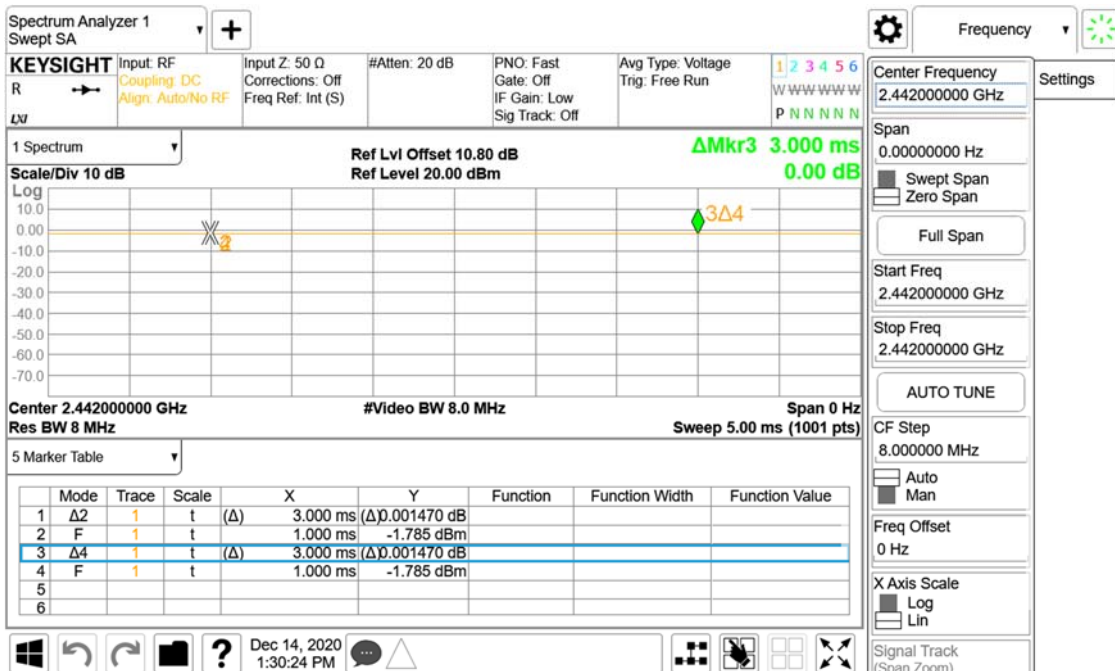 Spectrum Analyzer 1
Swept SA
+
Frequency
KEYSIGHT
R
LXI
Input: RF
Coupling: DC
Align: Auto/No RF
Input Z: 50 Ω
Corrections: Off
Freq Ref: Int (S)
#Atten: 20 dB
PNO: Fast
Gate: Off
IF Gain: Low
Sig Track: Off
Avg Type: Voltage
Trig: Free Run
1 2 3 4 5 6
W W W W W W
P N N N N N
Center Frequency
2.442000000 GHz
Settings
Span
0.00000000 Hz
Swept Span
Zero Span
Full Span
Start Freq
2.442000000 GHz
Stop Freq
2.442000000 GHz
AUTO TUNE
CF Step
8.000000 MHz
Auto
Man
Freq Offset
0 Hz
X Axis Scale
Log
Lin
Signal Track
(Span Zoom)
1 Spectrum
Scale/Div 10 dB
Ref Lvl Offset 10.80 dB
Ref Level 20.00 dBm
ΔMkr3 3.000 ms
0.00 dB
Log
10.0
0.00
-10.0
-20.0
-30.0
-40.0
-50.0
-60.0
-70.0
3Δ4
Center 2.442000000 GHz
#Video BW 8.0 MHz
Span 0 Hz
Res BW 8 MHz
Sweep 5.00 ms (1001 pts)
5 Marker Table
Mode Trace Scale X Y Function Function Width Function Value
1 Δ2 1 t (Δ) 3.000 ms (Δ)0.001470 dB
2 F 1 t 1.000 ms -1.785 dBm
3 Δ4 1 t (Δ) 3.000 ms (Δ)0.001470 dB
4 F 1 t 1.000 ms -1.785 dBm
5
6
?
Dec 14, 2020
1:30:24 PM